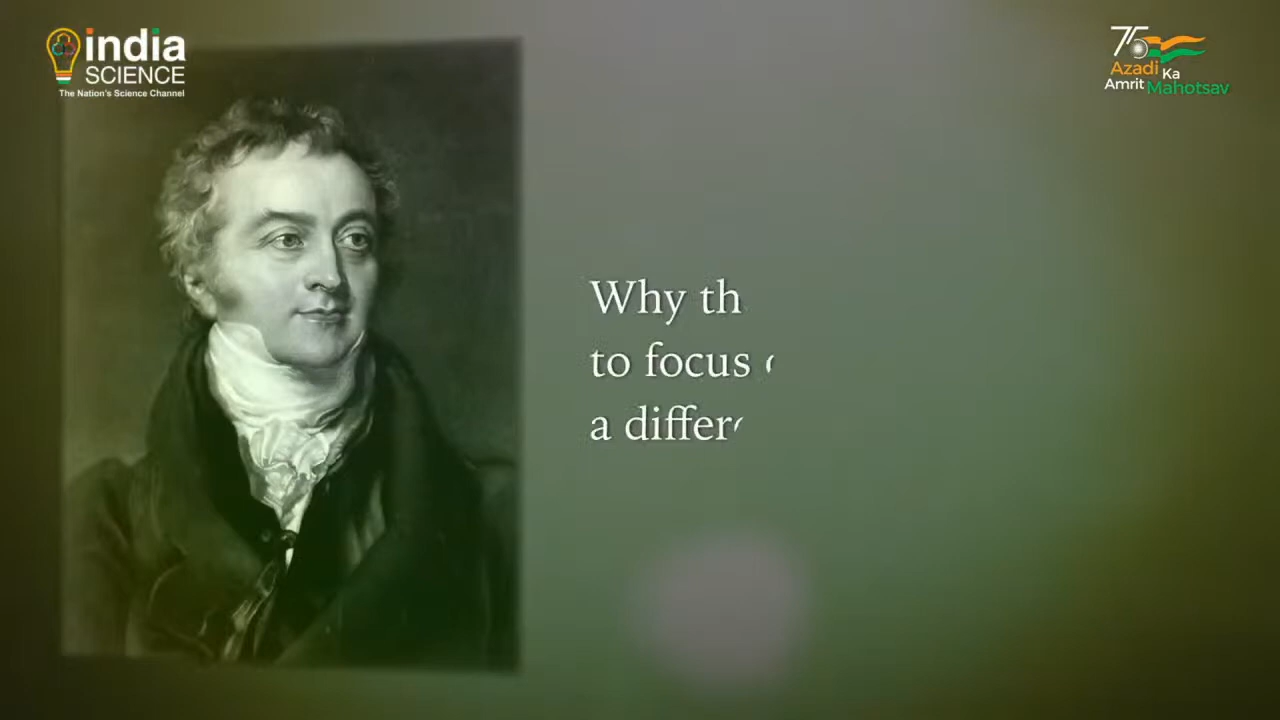 india
SCIENCE
The Nation's Science Channel
75
Azadi
Ka
Amrit Mahotsav
Why th
to focus
a differ